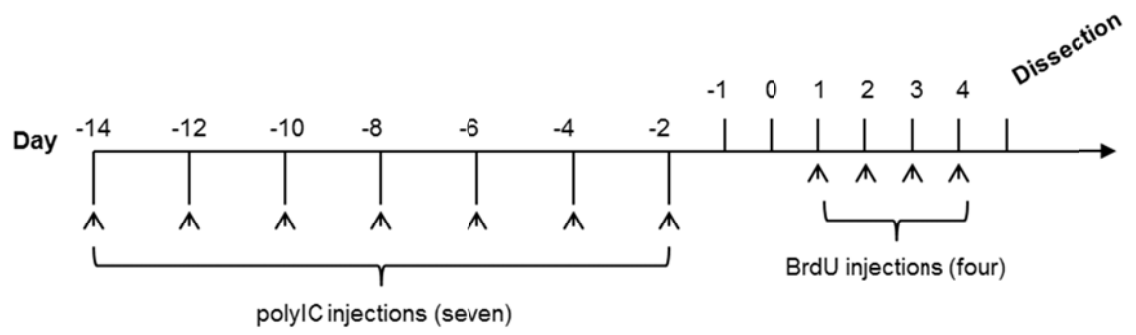 Dissection
-1 0 1 2 3 4
Day -14 -12 -10 -8 -6 -4 -2
BrdU injections (four)
polyIC injections (seven)